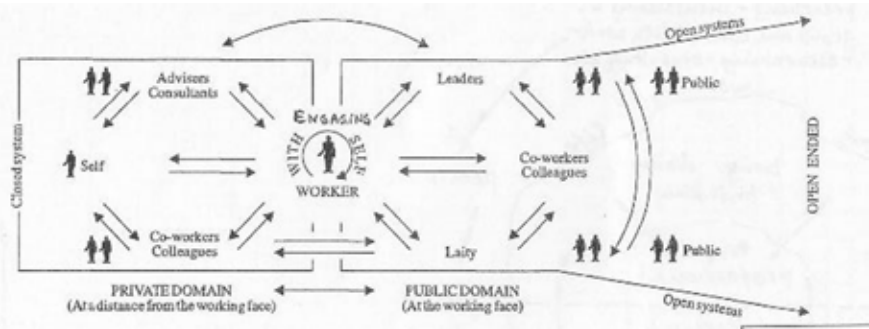 Open systems
Advisers
Consultants
Leaders
Public
ENGAGING
WITH
SELF
Closed system
Self
WORKER
Co-workers
Colleagues
OPEN ENDED
Co-workers
Colleagues
Laity
Public
PRIVATE DOMAIN
(At a distance from the working face)
PUBLIC DOMAIN
(At the working face)
Open systems